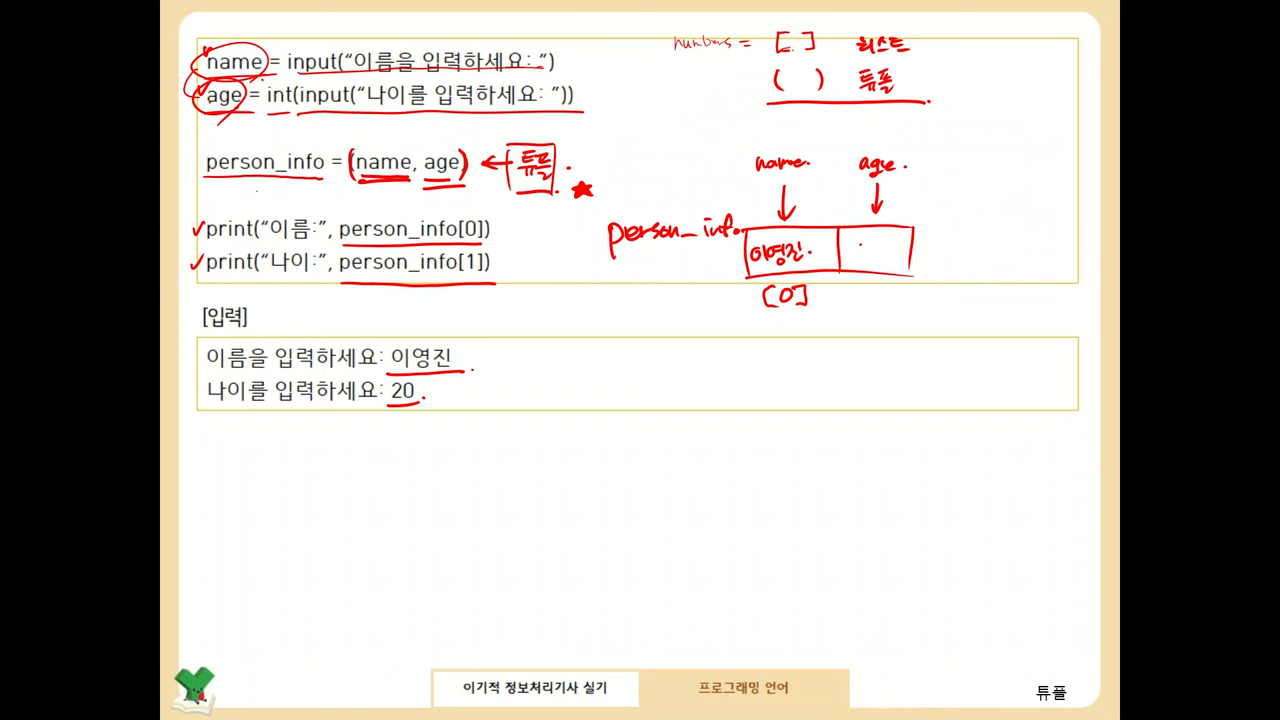 numbers = [ ] 리스트
( ) 튜플
name = input(“이름을 입력하세요: ”)
age = int(input(“나이를 입력하세요: ”))
person_info = (name, age) ← 튜플
print(“이름:”, person_info[0])
print(“나이:”, person_info[1])
name. age.
person_info.
이영진.
[0]
[입력]
이름을 입력하세요: 이영진
나이를 입력하세요: 20
이기적 정보처리기사 실기
프로그래밍 언어
튜플